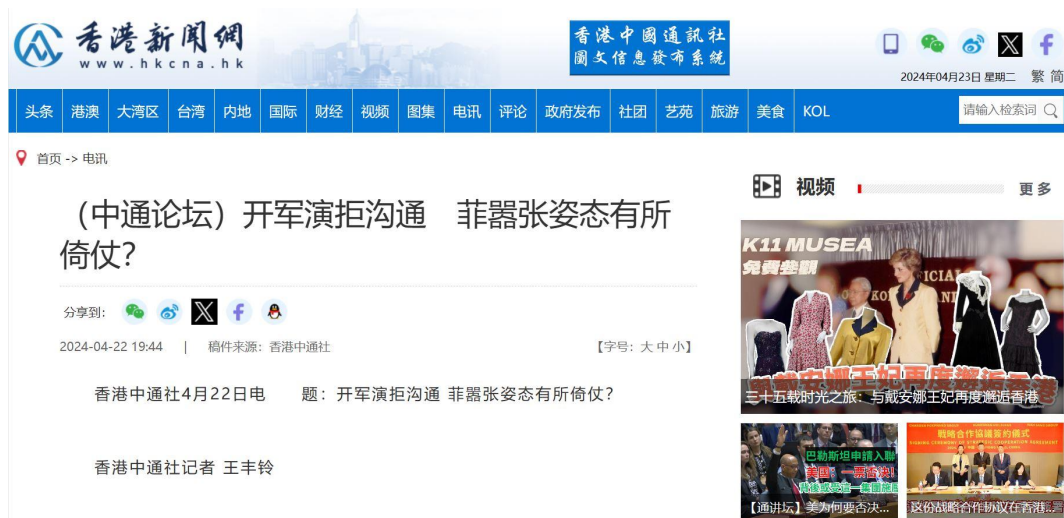 香港新闻網
www.hkcna.hk
香港中國通訊社
圖文信息發布系統
2024年04月23日 星期二 繁 简
头条 港澳 大湾区 台湾 内地 国际 财经 视频 图集 电讯 评论 政府发布 社团 艺苑 旅游 美食 KOL
请输入检索词
首页 -> 电讯
（中通论坛）开军演拒沟通 菲嚣张姿态有所
倚仗？
分享到：
2024-04-22 19:44 | 稿件来源：香港中通社 【字号：大 中 小】
香港中通社4月22日电 题：开军演拒沟通 菲嚣张姿态有所倚仗？
香港中通社记者 王丰铃
视频 更多
K11 MUSEA
免費參觀
三十五载时光之旅：与戴安娜王妃再度邂逅香港
巴勒斯坦申請入聯
美国：一票否决！
【通讲坛】美为何要否决...
戰略合作協議簽約儀式
这份战略合作协议在香港...